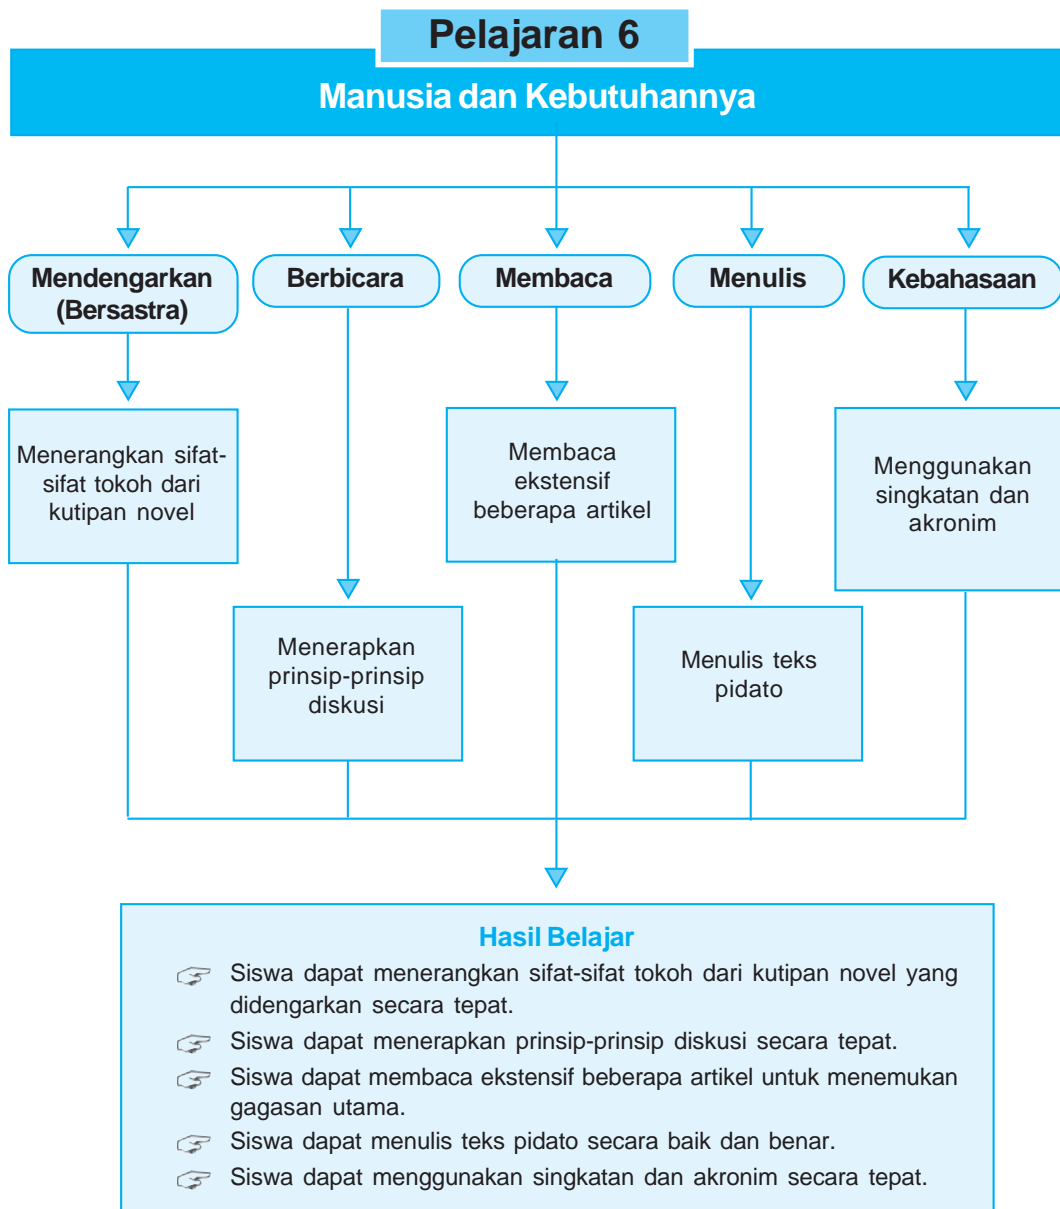 Pelajaran 6
Manusia dan Kebutuhannya
Mendengarkan
(Bersastra)
Berbicara
Membaca
Menulis
Kebahasaan
Menerangkan sifat-
sifat tokoh dari
kutipan novel
Membaca
ekstensif
beberapa artikel
Menggunakan
singkatan dan
akronim
Menerapkan
prinsip-prinsip
diskusi
Menulis teks
pidato
Hasil Belajar
Siswa dapat menerangkan sifat-sifat tokoh dari kutipan novel yang
didengarkan secara tepat.
Siswa dapat menerapkan prinsip-prinsip diskusi secara tepat.
Siswa dapat membaca ekstensif beberapa artikel untuk menemukan
gagasan utama.
Siswa dapat menulis teks pidato secara baik dan benar.
Siswa dapat menggunakan singkatan dan akronim secara tepat.